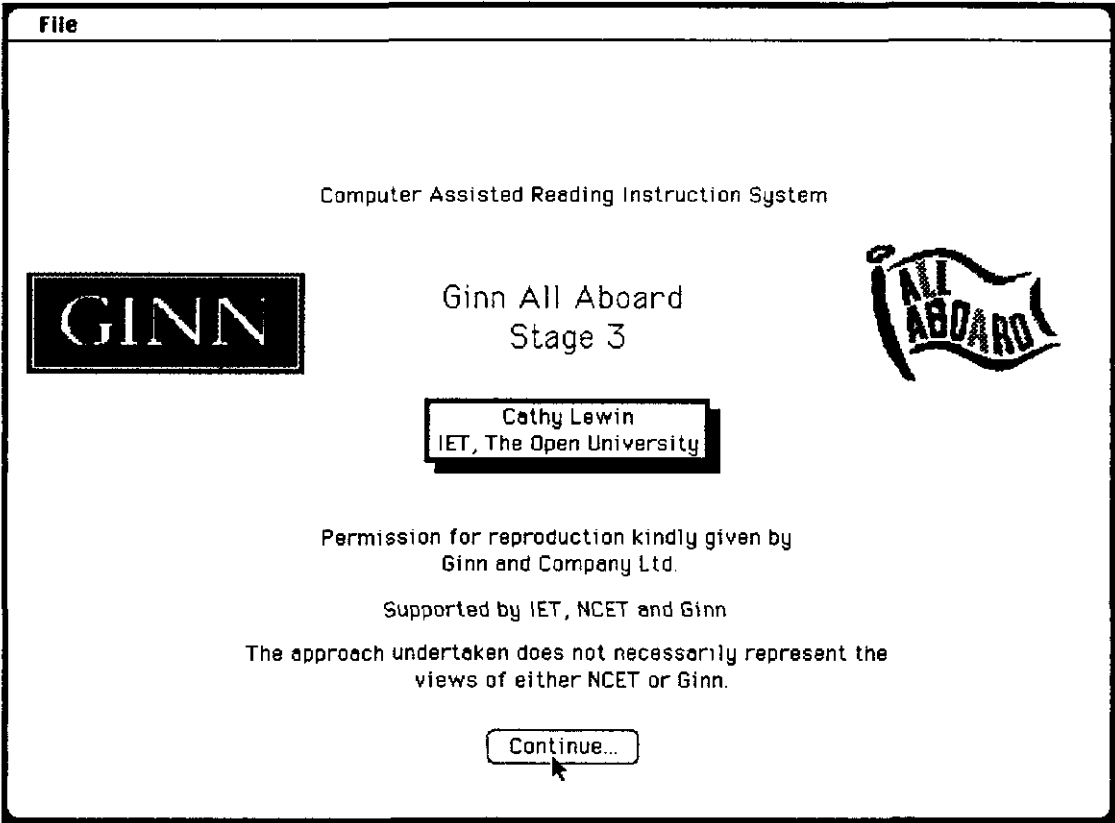 File
Computer Assisted Reading Instruction System
GINN
Ginn All Aboard
Stage 3
ALL
ABOARD
Cathy Lewin
IET, The Open University
Permission for reproduction kindly given by
Ginn and Company Ltd.
Supported by IET, NCET and Ginn
The approach undertaken does not necessarily represent the
views of either NCET or Ginn.
Continue...